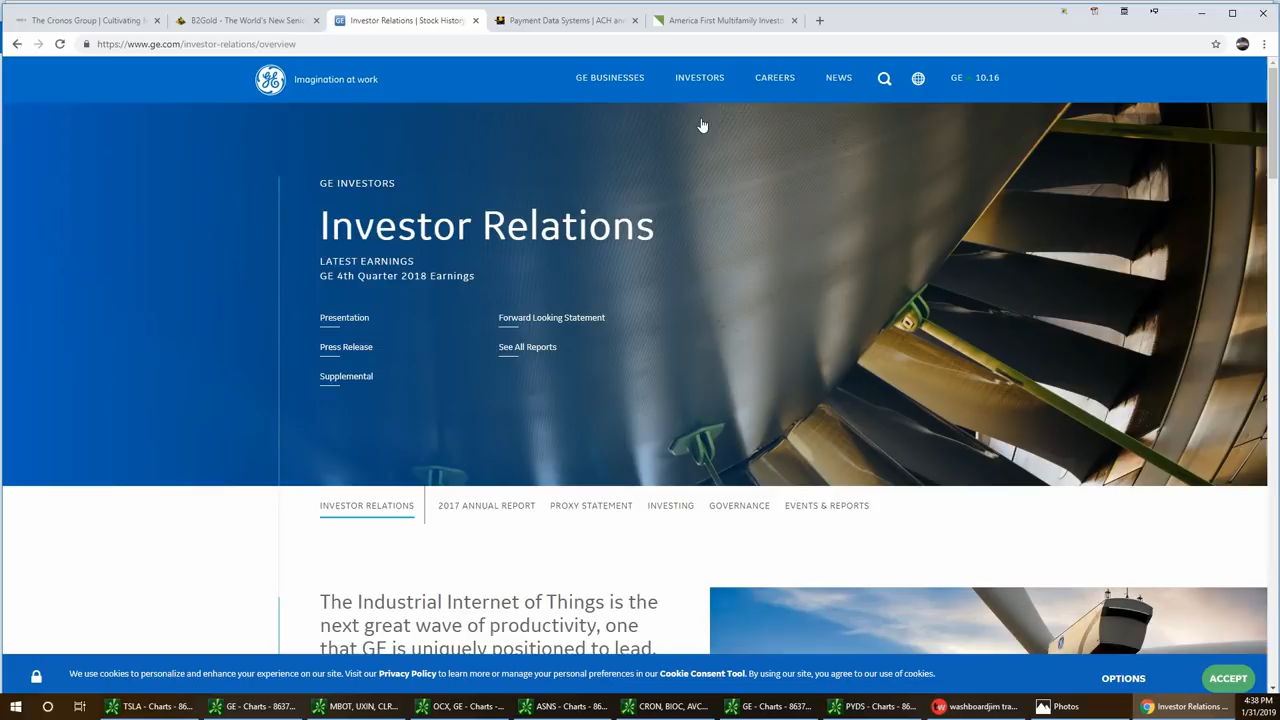 The Cronos Group | Cultivating M
B2Gold - The World's New Senio
Investor Relations | Stock History
Payment Data Systems | ACH and
America First Multifamily Investo
https://www.ge.com/investor-relations/overview
Imagination at work
GE BUSINESSES
INVESTORS
CAREERS
NEWS
GE 10.16
GE INVESTORS
Investor Relations
LATEST EARNINGS
GE 4th Quarter 2018 Earnings
Presentation
Forward Looking Statement
Press Release
See All Reports
Supplemental
INVESTOR RELATIONS
2017 ANNUAL REPORT
PROXY STATEMENT
INVESTING
GOVERNANCE
EVENTS & REPORTS
The Industrial Internet of Things is the
next great wave of productivity, one
that GE is uniquely positioned to lead.
We use cookies to personalize and enhance your experience on our site. Visit our Privacy Policy to learn more or manage your personal preferences in our Cookie Consent Tool. By using our site, you agree to our use of cookies.
OPTIONS
ACCEPT
TSLA - Charts - 86...
GE - Charts - 8637...
MBOT, UXIN, CLR...
OCX, GE - Charts -...
ASNS - Charts - 86...
CRON, BIOC, AVC...
GE - Charts - 8637...
PYDS - Charts - 86...
washboardjim tra...
Photos
Investor Relations ...
4:38 PM
1/31/2019